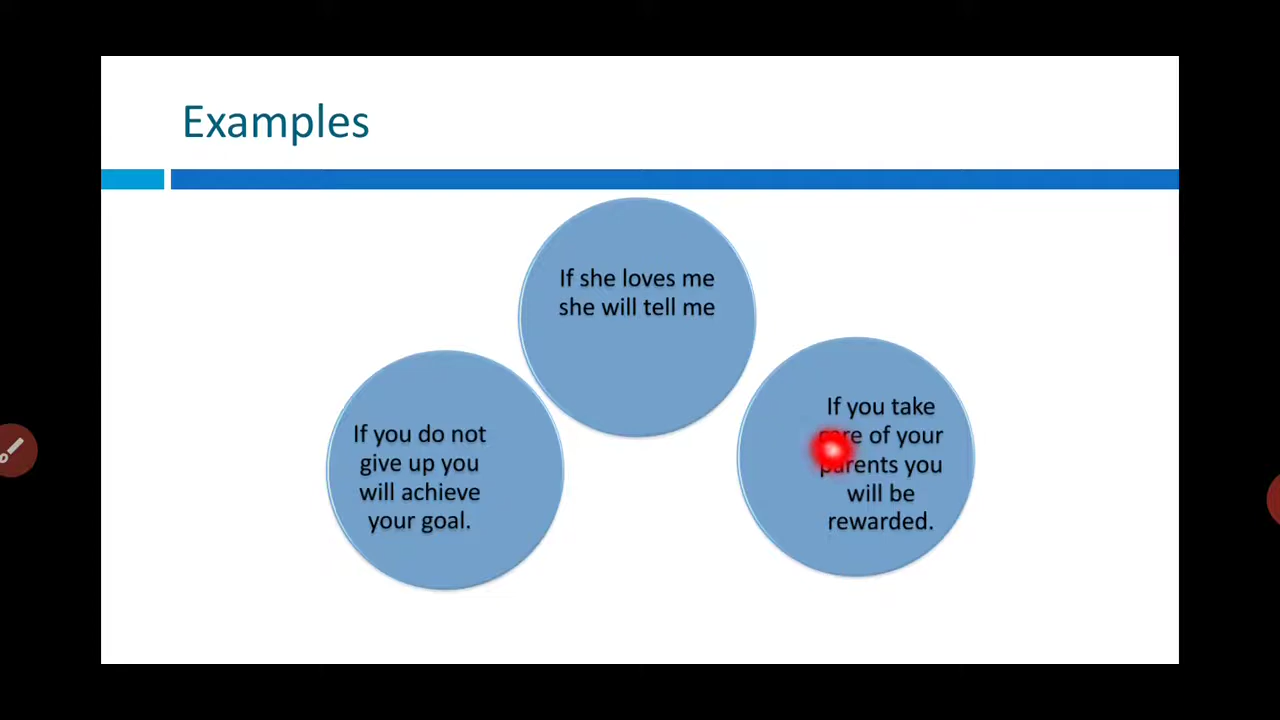 Examples
If she loves me
she will tell me
If you do not
give up you
will achieve
your goal.
If you take
care of your
parents you
will be
rewarded.